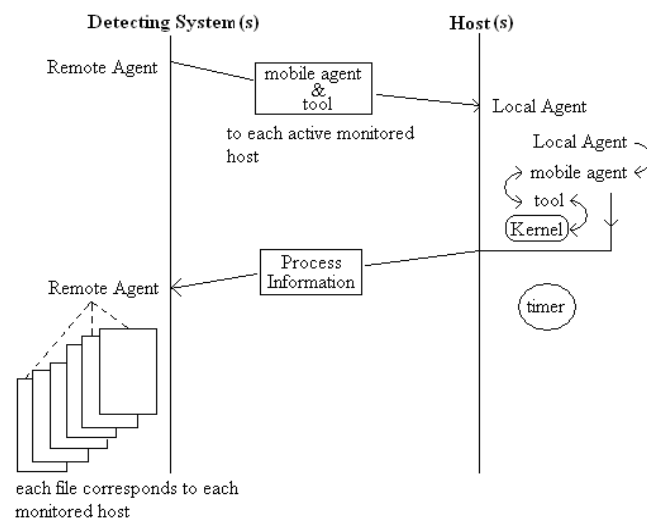 Detecting System(s)
Host(s)
Remote Agent
mobile agent
&
tool
Local Agent
to each active monitored
host
Local Agent
mobile agent
tool
Kernel
Process
Information
Remote Agent
timer
each file corresponds to each
monitored host